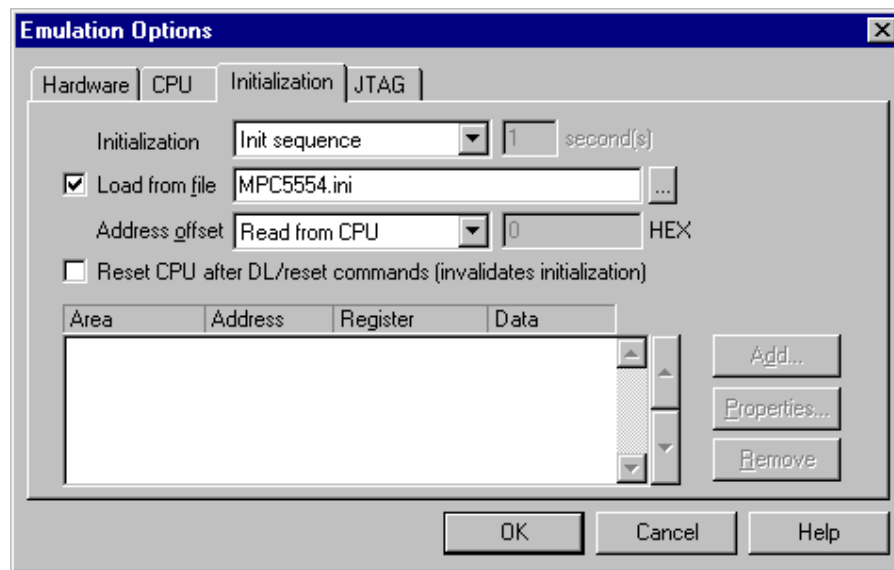 Emulation Options
Hardware CPU Initialization JTAG
Initialization Init sequence 1 second(s)
Load from file MPC5554.ini ...
Address offset Read from CPU 0 HEX
Reset CPU after DL/reset commands (invalidates initialization)
Area Address Register Data
Add...
Properties...
Remove
OK Cancel Help